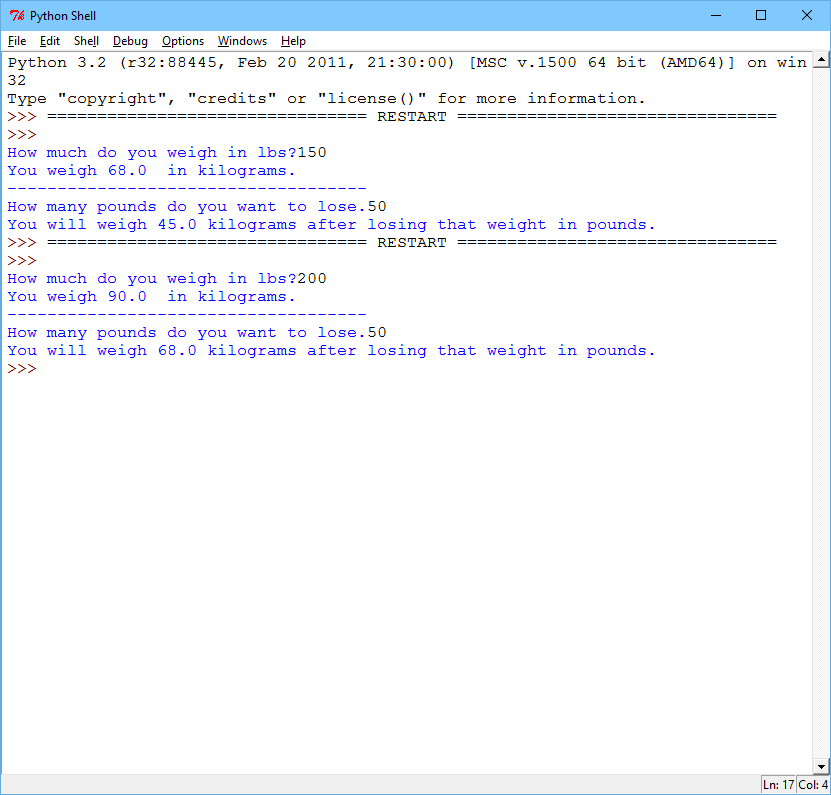 Python Shell
File Edit Shell Debug Options Windows Help
Python 3.2 (r32:88445, Feb 20 2011, 21:30:00) [MSC v.1500 64 bit (AMD64)] on win
32
Type "copyright", "credits" or "license()" for more information.
>>> ================================ RESTART ================================
>>>
How much do you weigh in lbs?150
You weigh 68.0  in kilograms.
------------------------------------
How many pounds do you want to lose.50
You will weigh 45.0 kilograms after losing that weight in pounds.
>>> ================================ RESTART ================================
>>>
How much do you weigh in lbs?200
You weigh 90.0  in kilograms.
------------------------------------
How many pounds do you want to lose.50
You will weigh 68.0 kilograms after losing that weight in pounds.
>>>
Ln: 17 Col: 4